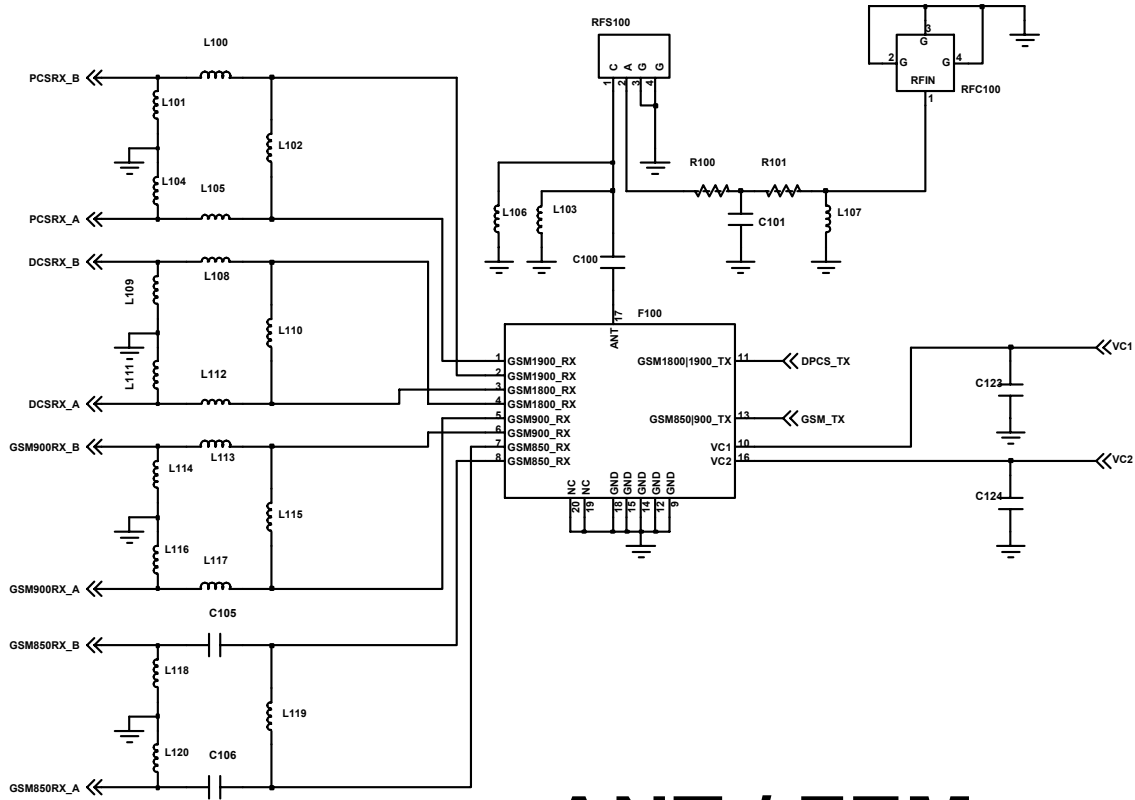 RFS100
C
A
G
G
1
2
3
4
3
G
2
G
G
4
RFIN
RFC100
1
L100
PCSRX_B
L101
L102
L104
L105
PCSRX_A
R100
R101
L106
L103
C101
L107
C100
DCSRX_B
L108
L109
L110
L111
L112
DCSRX_A
F100
17
ANT
1
GSM1900_RX
2
GSM1900_RX
3
GSM1800_RX
4
GSM1800_RX
5
GSM900_RX
6
GSM900_RX
7
GSM850_RX
8
GSM850_RX
GSM1800|1900_TX
11
DPCS_TX
GSM850|900_TX
13
GSM_TX
VC1
10
VC2
16
NC
NC
GND
GND
GND
GND
GND
20
19
18
15
14
12
9
VC1
C123
VC2
C124
GSM900RX_B
L113
L114
L115
L116
L117
GSM900RX_A
C105
GSM850RX_B
L118
L119
L120
C106
GSM850RX_A